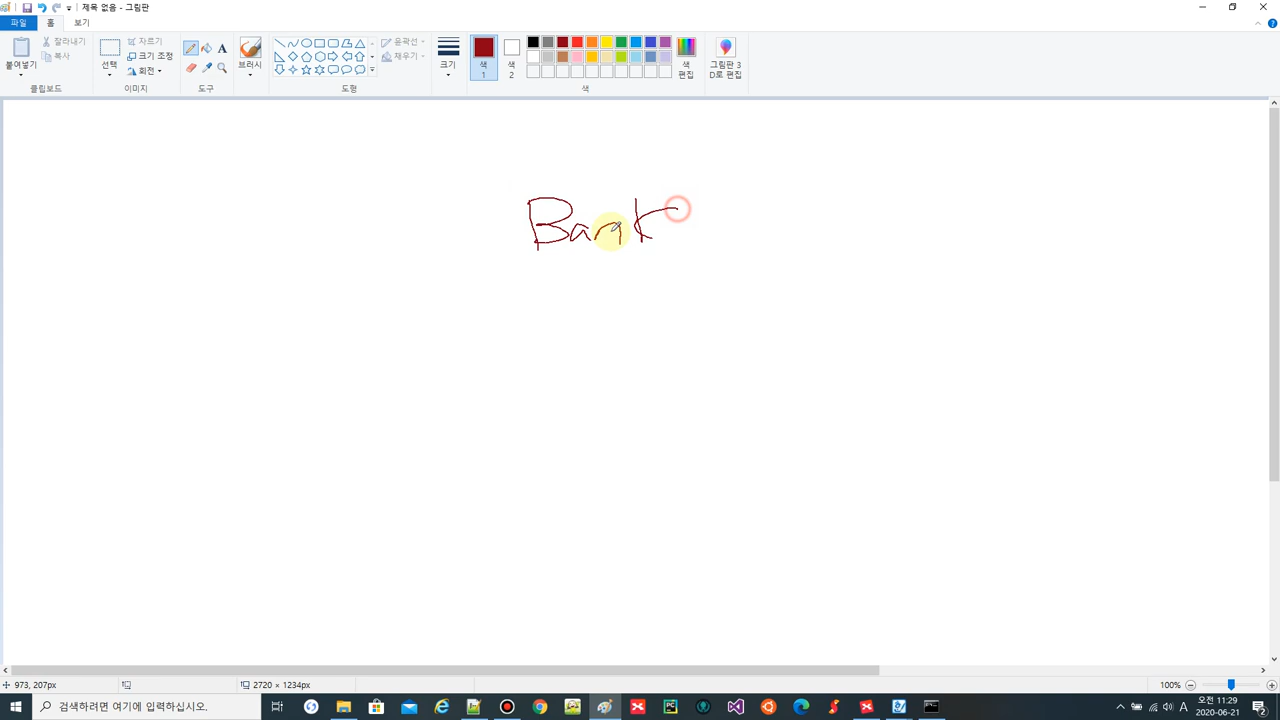 제목 없음 - 그림판
파일 홈 보기
붙여넣기
잘라내기
복사
클립보드
선택
자르기
크기 조정
회전
이미지
A
도구
브러시
윤곽선
채우기
도형
크기
색 1
색 2
색 편집
색
그림판 3D로 편집
Bank
973, 207px
2720 × 1234px
100%
검색하려면 여기에 입력하십시오.
A
오전 11:29
2020-06-21